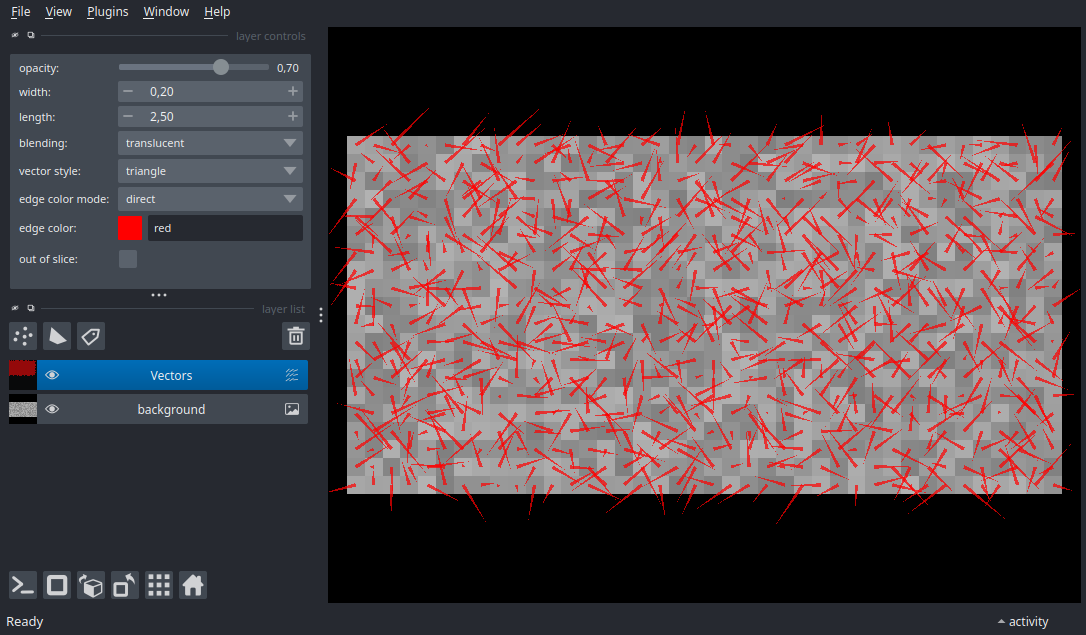 File View Plugins Window Help
layer controls
opacity: 0,70
width: 0,20
length: 2,50
blending: translucent
vector style: triangle
edge color mode: direct
edge color: red
out of slice:
layer list
Vectors
background
Ready activity